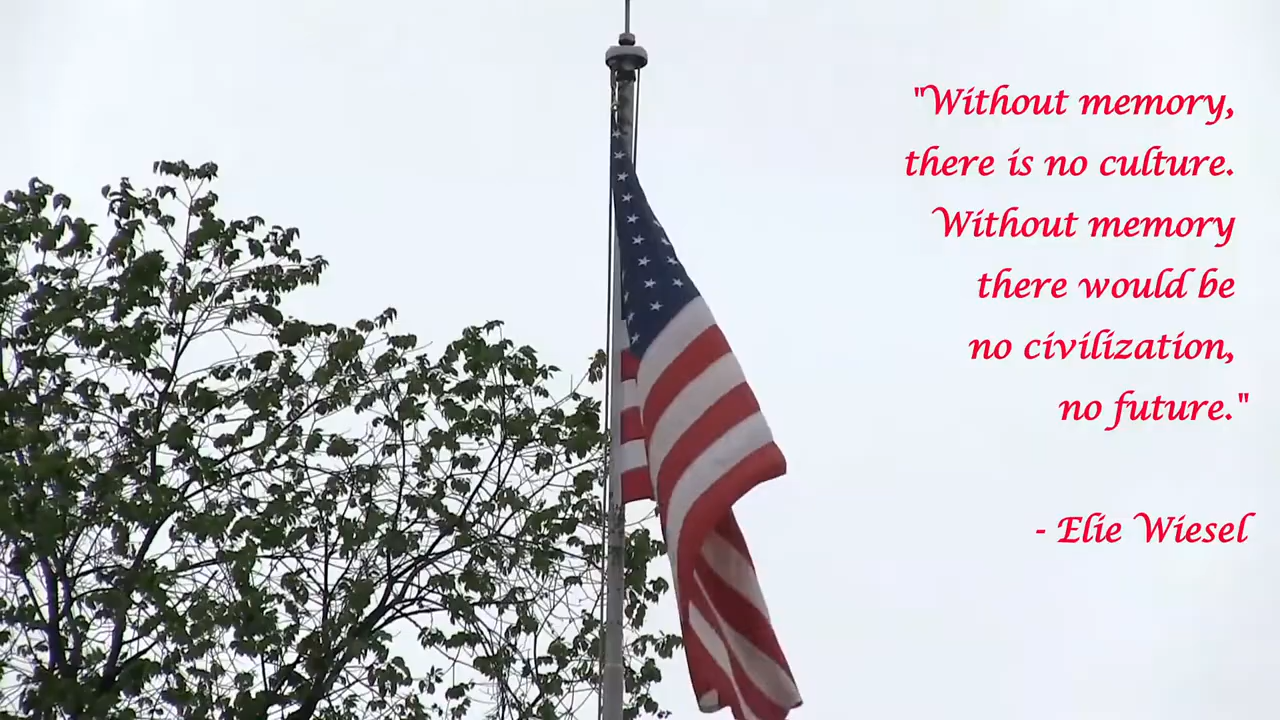 "Without memory,
there is no culture.
Without memory
there would be
no civilization,
no future."
- Elie Wiesel